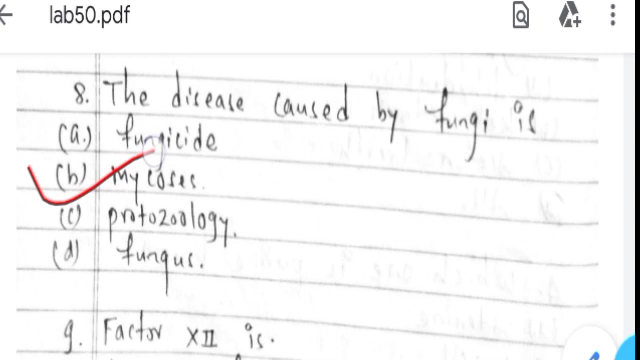 lab50.pdf
8. The disease caused by fungi is
(a.) fungicide
(b) mycoses.
(c) protozoology.
(d) fungus.
9. Factor XII is.